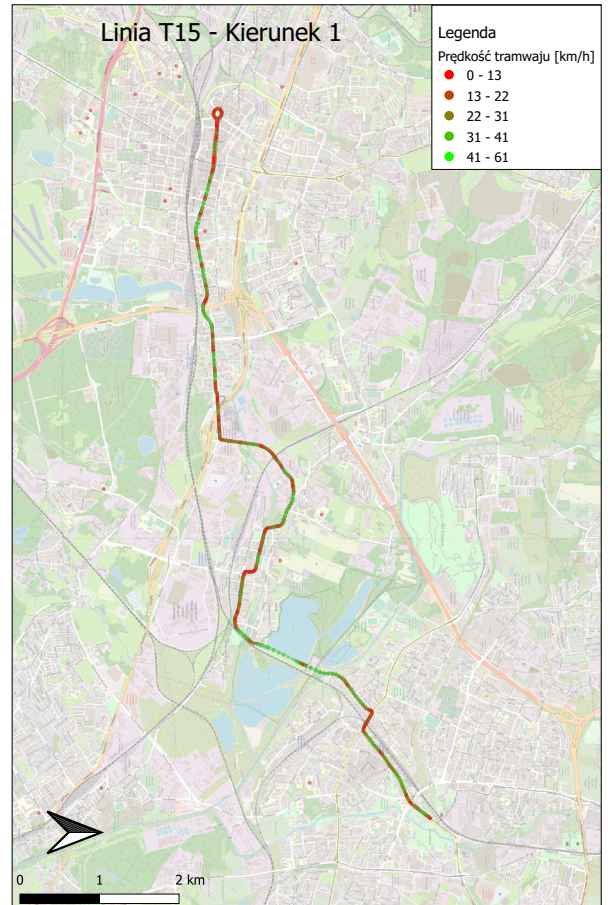 Linia T15 - Kierunek 1
Legenda
Prędkość tramwaju [km/h]
0 - 13
13 - 22
22 - 31
31 - 41
41 - 61
0 1 2 km